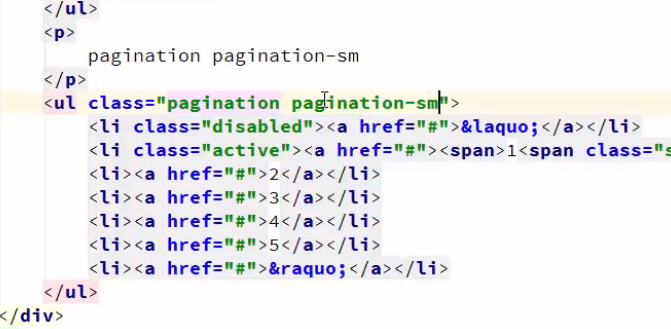 </ul>
<p>
pagination pagination-sm
</p>
<ul class="pagination pagination-sm">
<li class="disabled"><a href="#">&laquo;</a></li>
<li class="active"><a href="#"><span>1<span class="s
<li><a href="#">2</a></li>
<li><a href="#">3</a></li>
<li><a href="#">4</a></li>
<li><a href="#">5</a></li>
<li><a href="#">&raquo;</a></li>
</ul>
</div>